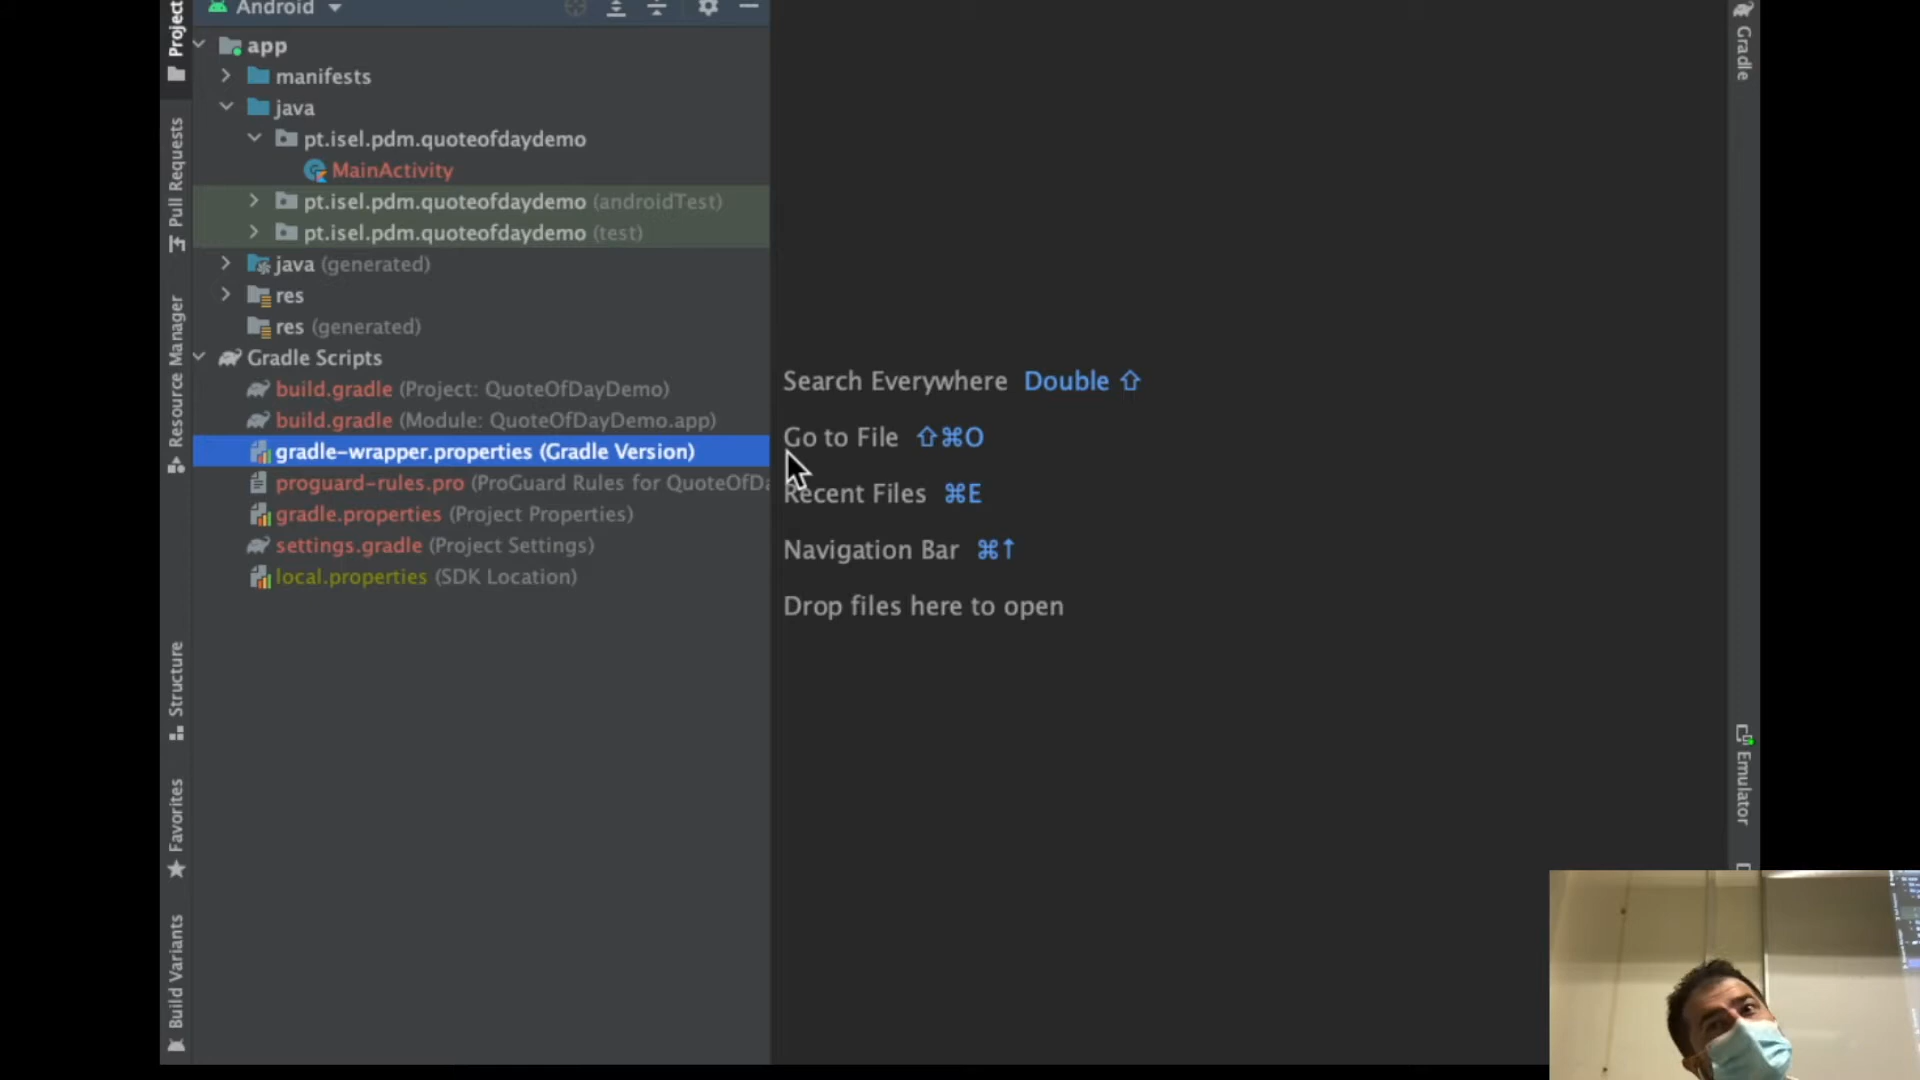 Android
app
manifests
java
pt.isel.pdm.quoteofdaydemo
MainActivity
pt.isel.pdm.quoteofdaydemo (androidTest)
pt.isel.pdm.quoteofdaydemo (test)
java (generated)
res
res (generated)
Gradle Scripts
build.gradle (Project: QuoteOfDayDemo)
build.gradle (Module: QuoteOfDayDemo.app)
gradle-wrapper.properties (Gradle Version)
proguard-rules.pro (ProGuard Rules for QuoteOfDa
gradle.properties (Project Properties)
settings.gradle (Project Settings)
local.properties (SDK Location)
Project
Pull Requests
Resource Manager
Structure
Favorites
Build Variants
Search Everywhere Double ⇧
Go to File ⇧⌘O
Recent Files ⌘E
Navigation Bar ⌘↑
Drop files here to open
Gradle
Emulator